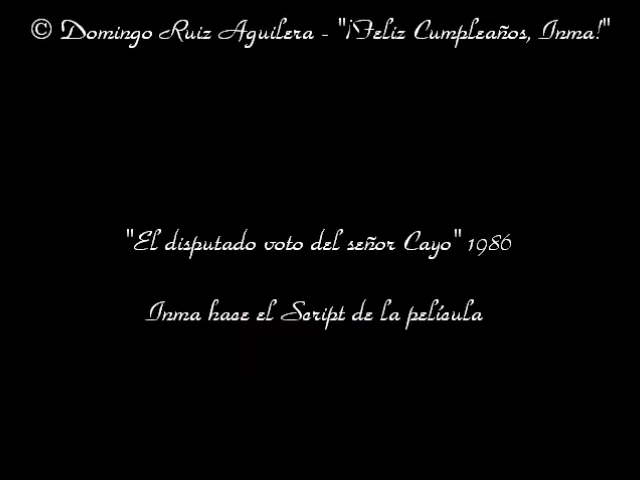 © Domingo Ruiz Aguilera - "¡Feliz Cumpleaños, Inma!"
"El disputado voto del señor Cayo" 1986
Inma hace el Script de la película